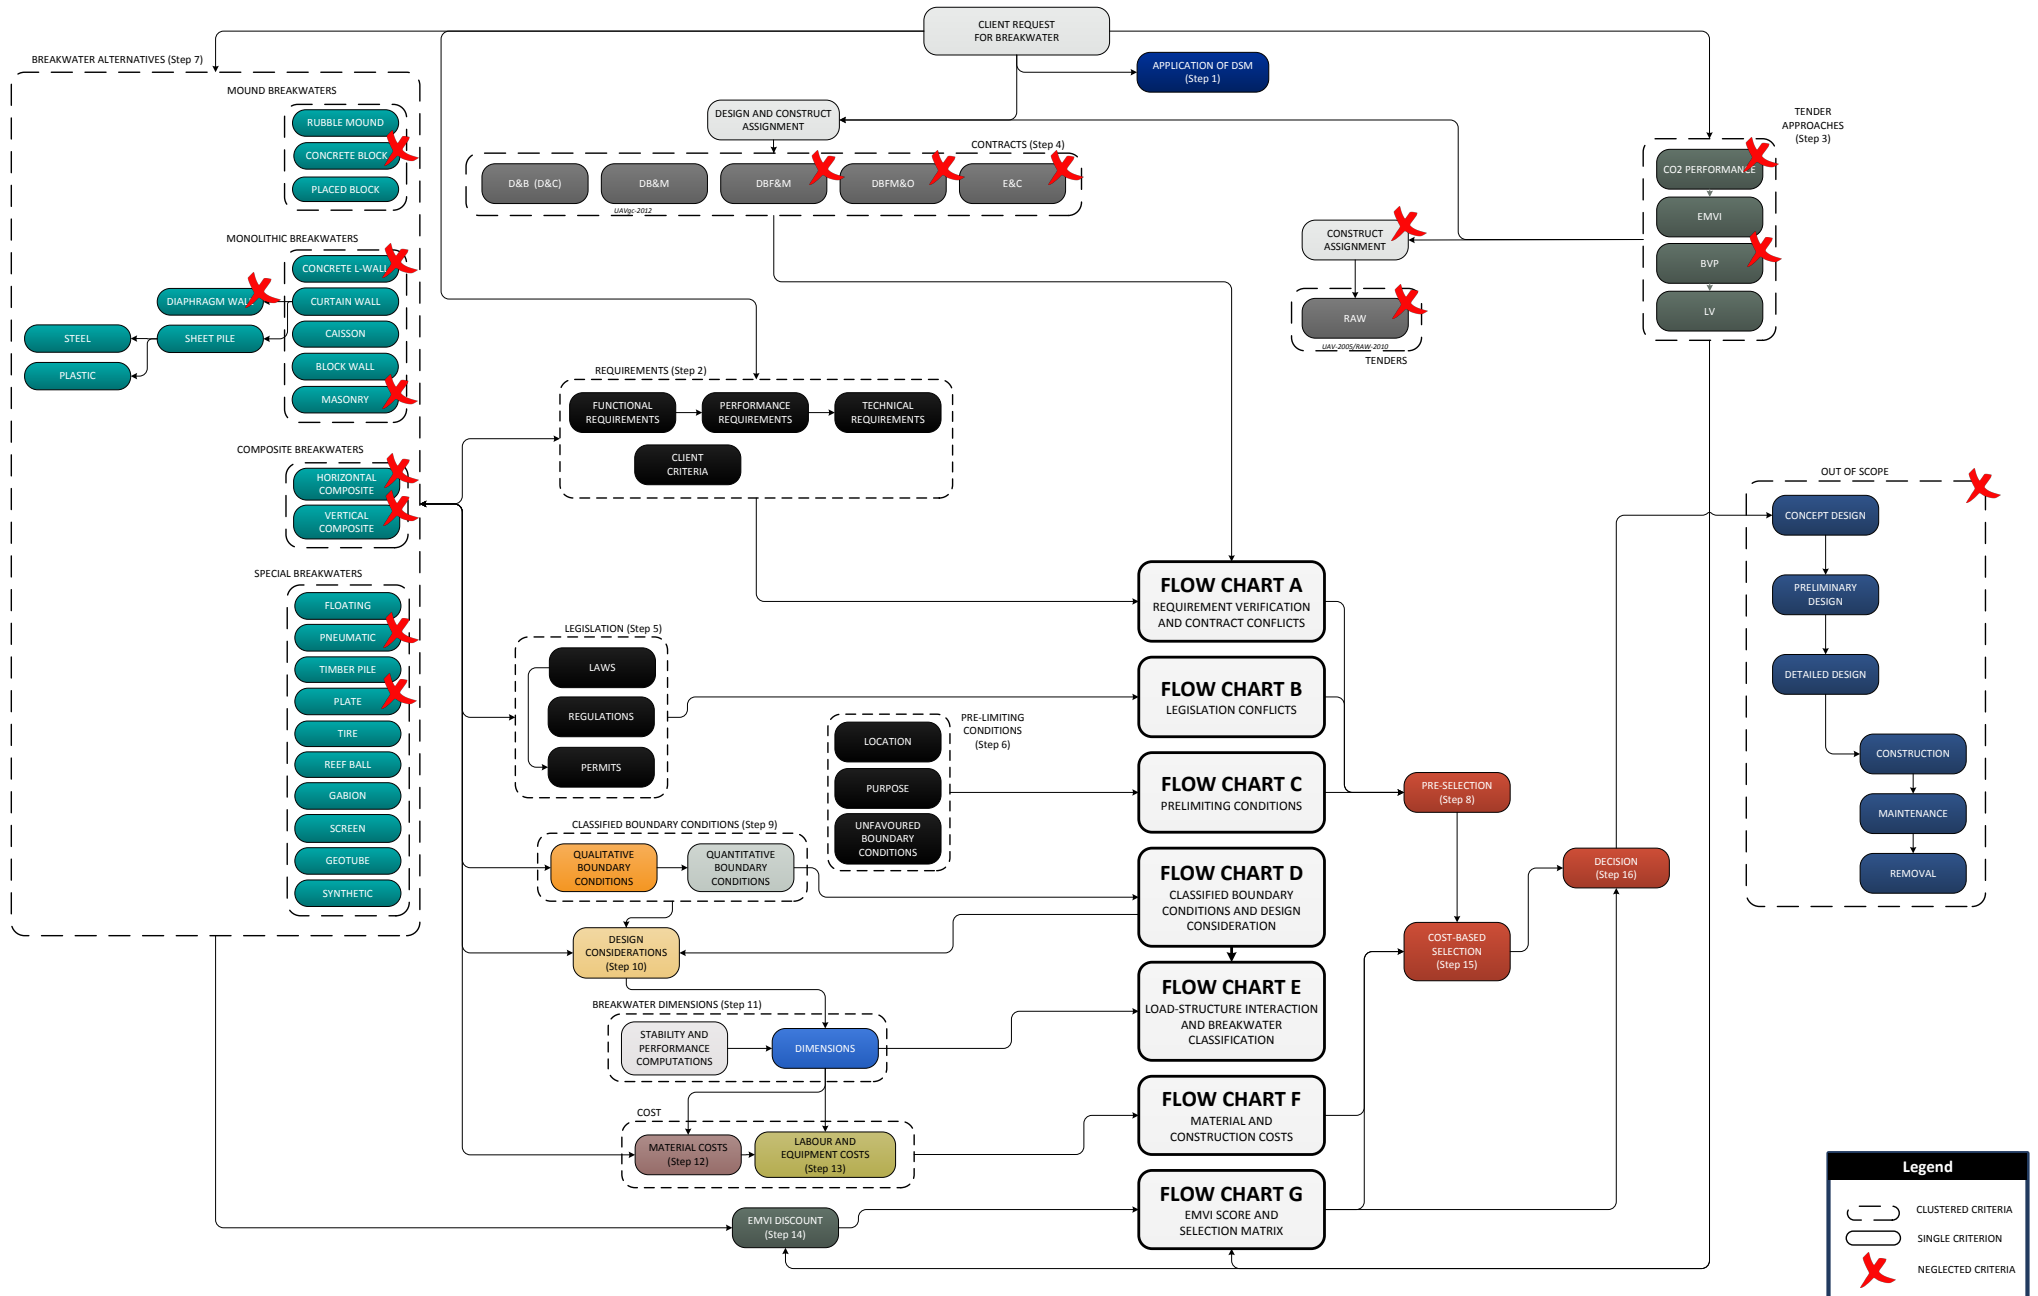 CLIENT REQUEST
FOR BREAKWATER
APPLICATION OF DSM
(Step 1)
BREAKWATER ALTERNATIVES (Step 7)
MOUND BREAKWATERS
RUBBLE MOUND
CONCRETE BLOCK
PLACED BLOCK
MONOLITHIC BREAKWATERS
CONCRETE L-WALL
DIAPHRAGM WALL
CURTAIN WALL
CAISSON
STEEL
SHEET PILE
PLASTIC
BLOCK WALL
MASONRY
COMPOSITE BREAKWATERS
HORIZONTAL
COMPOSITE
VERTICAL
COMPOSITE
SPECIAL BREAKWATERS
FLOATING
PNEUMATIC
TIMBER PILE
PLATE
TIRE
REEF BALL
GABION
SCREEN
GEOTUBE
SYNTHETIC
DESIGN AND CONSTRUCT
ASSIGNMENT
CONTRACTS (Step 4)
D&B (D&C)
DB&M
DBF&M
DBFM&O
E&C
UAVgc-2012
TENDER
APPROACHES
(Step 3)
CO2 PERFORMANCE
EMVI
BVP
LV
CONSTRUCT
ASSIGNMENT
RAW
UAV-2005/RAW-2010
TENDERS
REQUIREMENTS (Step 2)
FUNCTIONAL
REQUIREMENTS
PERFORMANCE
REQUIREMENTS
TECHNICAL
REQUIREMENTS
CLIENT
CRITERIA
OUT OF SCOPE
CONCEPT DESIGN
PRELIMINARY
DESIGN
DETAILED DESIGN
CONSTRUCTION
MAINTENANCE
REMOVAL
LEGISLATION (Step 5)
LAWS
REGULATIONS
PERMITS
PRE-LIMITING
CONDITIONS
(Step 6)
LOCATION
PURPOSE
UNFAVOURED
BOUNDARY
CONDITIONS
FLOW CHART A
REQUIREMENT VERIFICATION
AND CONTRACT CONFLICTS
FLOW CHART B
LEGISLATION CONFLICTS
FLOW CHART C
PRELIMITING CONDITIONS
FLOW CHART D
CLASSIFIED BOUNDARY
CONDITIONS AND DESIGN
CONSIDERATION
FLOW CHART E
LOAD-STRUCTURE INTERACTION
AND BREAKWATER
CLASSIFICATION
FLOW CHART F
MATERIAL AND
CONSTRUCTION COSTS
FLOW CHART G
EMVI SCORE AND
SELECTION MATRIX
PRE-SELECTION
(Step 8)
DECISION
(Step 16)
COST-BASED
SELECTION
(Step 15)
CLASSIFIED BOUNDARY CONDITIONS (Step 9)
QUALITATIVE
BOUNDARY
CONDITIONS
QUANTITATIVE
BOUNDARY
CONDITIONS
DESIGN
CONSIDERATIONS
(Step 10)
BREAKWATER DIMENSIONS (Step 11)
STABILITY AND
PERFORMANCE
COMPUTATIONS
DIMENSIONS
COST
MATERIAL COSTS
(Step 12)
LABOUR AND
EQUIPMENT COSTS
(Step 13)
EMVI DISCOUNT
(Step 14)
Legend
CLUSTERED CRITERIA
SINGLE CRITERION
NEGLECTED CRITERIA